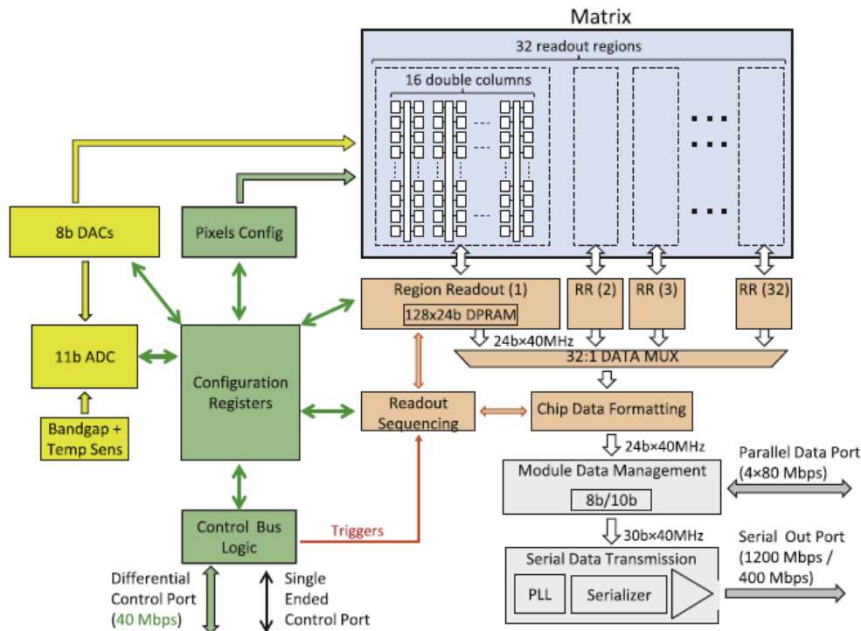 Matrix
32 readout regions
16 double columns
8b DACs
Pixels Config
Region Readout (1)
128x24b DPRAM
RR (2)
RR (3)
RR (32)
24b×40MHz
32:1 DATA MUX
11b ADC
Configuration
Registers
Readout
Sequencing
Chip Data Formatting
Bandgap +
Temp Sens
24b×40MHz
Module Data Management
8b/10b
Parallel Data Port
(4×80 Mbps)
Control Bus
Logic
Triggers
30b×40MHz
Serial Data Transmission
PLL
Serializer
Serial Out Port
(1200 Mbps /
400 Mbps)
Differential
Control Port
(40 Mbps)
Single
Ended
Control Port